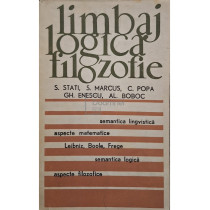 limbaj
logică
filozofie
S. STATI, S. MARCUS, C. POPA
GH. ENESCU, AL. BOBOC
semantica lingvistică
aspecte matematice
Leibniz, Boole, Frege
semantica logică
aspecte filozofice